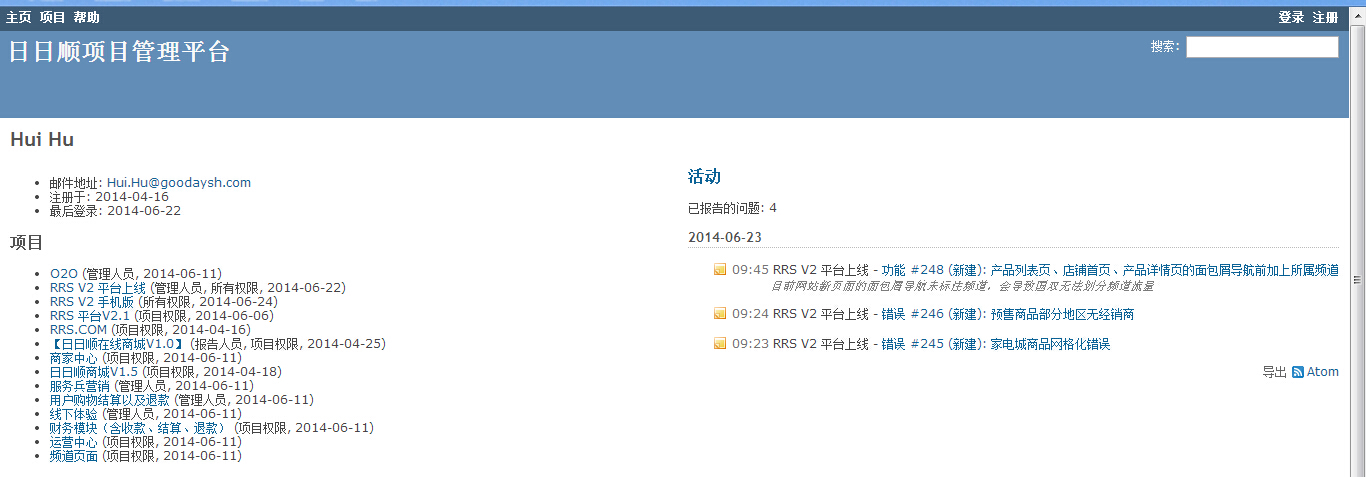 主页 项目 帮助 登录 注册
日日顺项目管理平台
搜索:
Hui Hu
邮件地址: Hui.Hu@goodaysh.com
注册于: 2014-04-16
最后登录: 2014-06-22
项目
O2O (管理人员, 2014-06-11)
RRS V2 平台上线 (管理人员, 所有权限, 2014-06-22)
RRS V2 手机版 (所有权限, 2014-06-24)
RRS 平台V2.1 (项目权限, 2014-06-06)
RRS.COM (项目权限, 2014-04-16)
【日日顺在线商城V1.0】 (报告人员, 项目权限, 2014-04-25)
商家中心 (项目权限, 2014-06-11)
日日顺商城V1.5 (项目权限, 2014-04-18)
服务兵营销 (管理人员, 2014-06-11)
用户购物结算以及退款 (管理人员, 2014-06-11)
线下体验 (管理人员, 2014-06-11)
财务模块（含收款、结算、退款） (项目权限, 2014-06-11)
运营中心 (项目权限, 2014-06-11)
频道页面 (项目权限, 2014-06-11)
活动
已报告的问题: 4
2014-06-23
09:45 RRS V2 平台上线 - 功能 #248 (新建): 产品列表页、店铺首页、产品详情页的面包屑导航前加上所属频道
目前网站新页面的面包屑导航未标注频道，会导致国双无法划分频道流量
09:24 RRS V2 平台上线 - 错误 #246 (新建): 预售商品部分地区无经销商
09:23 RRS V2 平台上线 - 错误 #245 (新建): 家电城商品网格化错误
导出 Atom